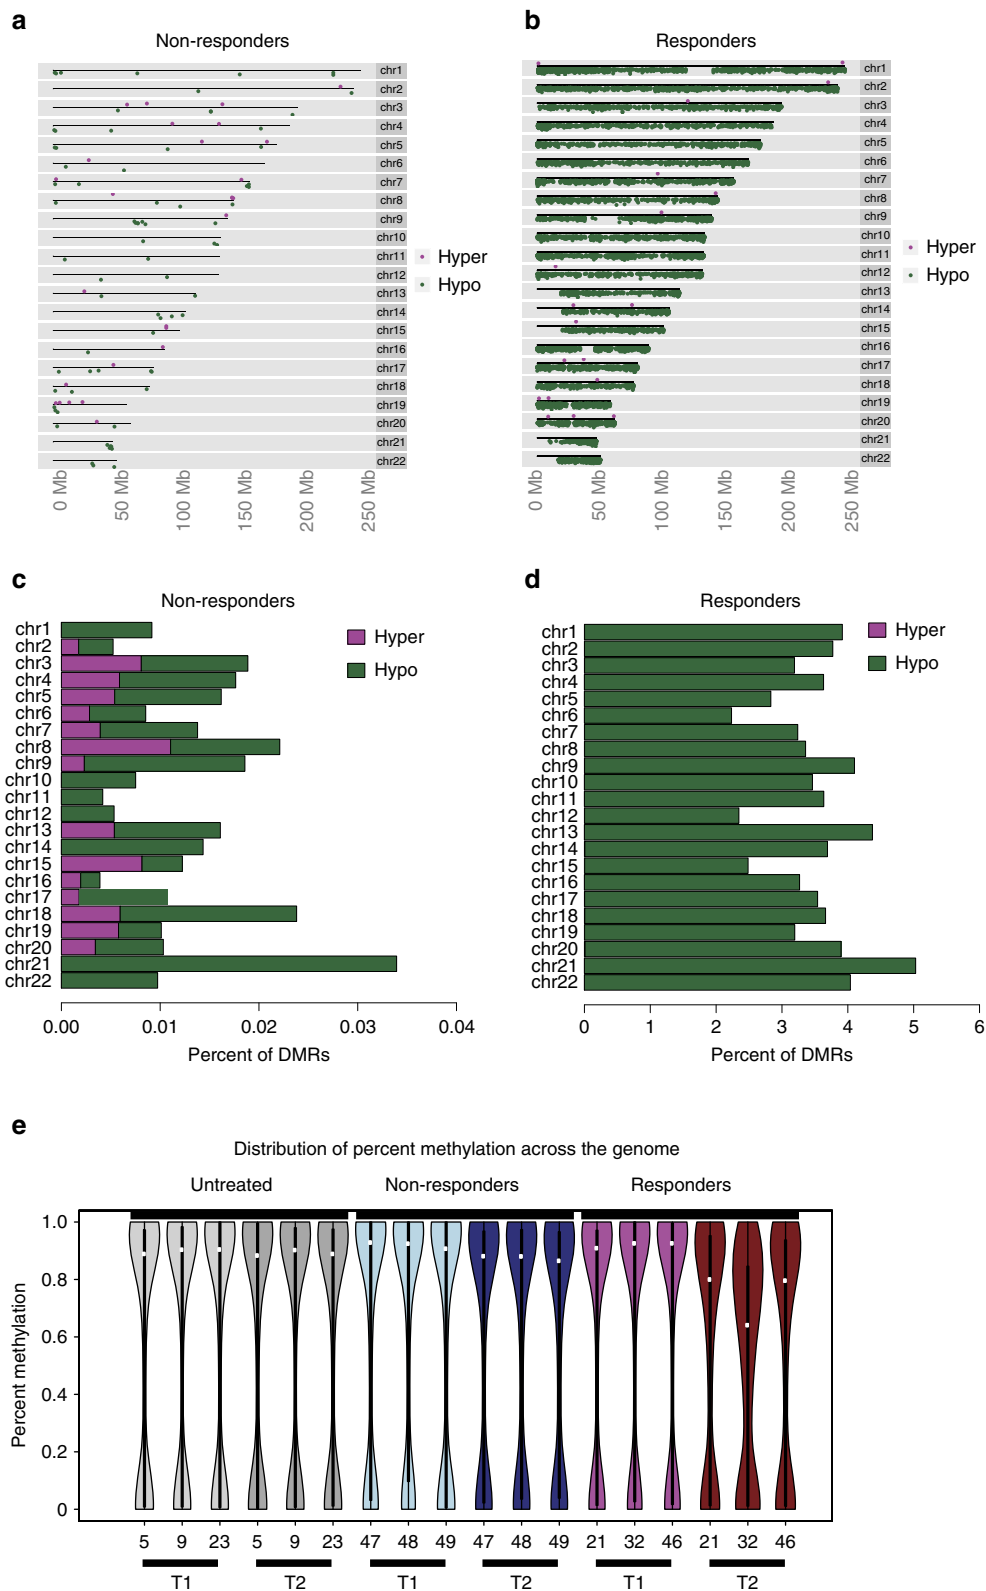 a
Non-responders
chr1
chr2
chr3
chr4
chr5
chr6
chr7
chr8
chr9
chr10
chr11
chr12
chr13
chr14
chr15
chr16
chr17
chr18
chr19
chr20
chr21
chr22
0 Mb
50 Mb
100 Mb
150 Mb
200 Mb
250 Mb
Hyper
Hypo
b
Responders
chr1
chr2
chr3
chr4
chr5
chr6
chr7
chr8
chr9
chr10
chr11
chr12
chr13
chr14
chr15
chr16
chr17
chr18
chr19
chr20
chr21
chr22
0 Mb
50 Mb
100 Mb
150 Mb
200 Mb
250 Mb
Hyper
Hypo
c
Non-responders
chr1
chr2
chr3
chr4
chr5
chr6
chr7
chr8
chr9
chr10
chr11
chr12
chr13
chr14
chr15
chr16
chr17
chr18
chr19
chr20
chr21
chr22
Hyper
Hypo
0.00 0.01 0.02 0.03 0.04
Percent of DMRs
d
Responders
chr1
chr2
chr3
chr4
chr5
chr6
chr7
chr8
chr9
chr10
chr11
chr12
chr13
chr14
chr15
chr16
chr17
chr18
chr19
chr20
chr21
chr22
Hyper
Hypo
0 1 2 3 4 5 6
Percent of DMRs
e
Distribution of percent methylation across the genome
Untreated Non-responders Responders
Percent methylation
1.0
0.8
0.6
0.4
0.2
0
5 9 23 5 9 23 47 48 49 47 48 49 21 32 46 21 32 46
T1 T2 T1 T2 T1 T2